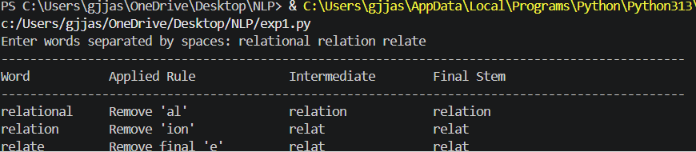 PS C:\Users\gjjas\OneDrive\Desktop\NLP> & C:\Users\gjjas\AppData\Local\Programs\Python\Python313\
c:/Users/gjjas/OneDrive/Desktop/NLP/exp1.py
Enter words separated by spaces: relational relation relate
--------------------------------------------------------------------------------
Word Applied Rule Intermediate Final Stem
--------------------------------------------------------------------------------
relational Remove 'al' relation relation
relation Remove 'ion' relat relat
relate Remove final 'e' relat relat